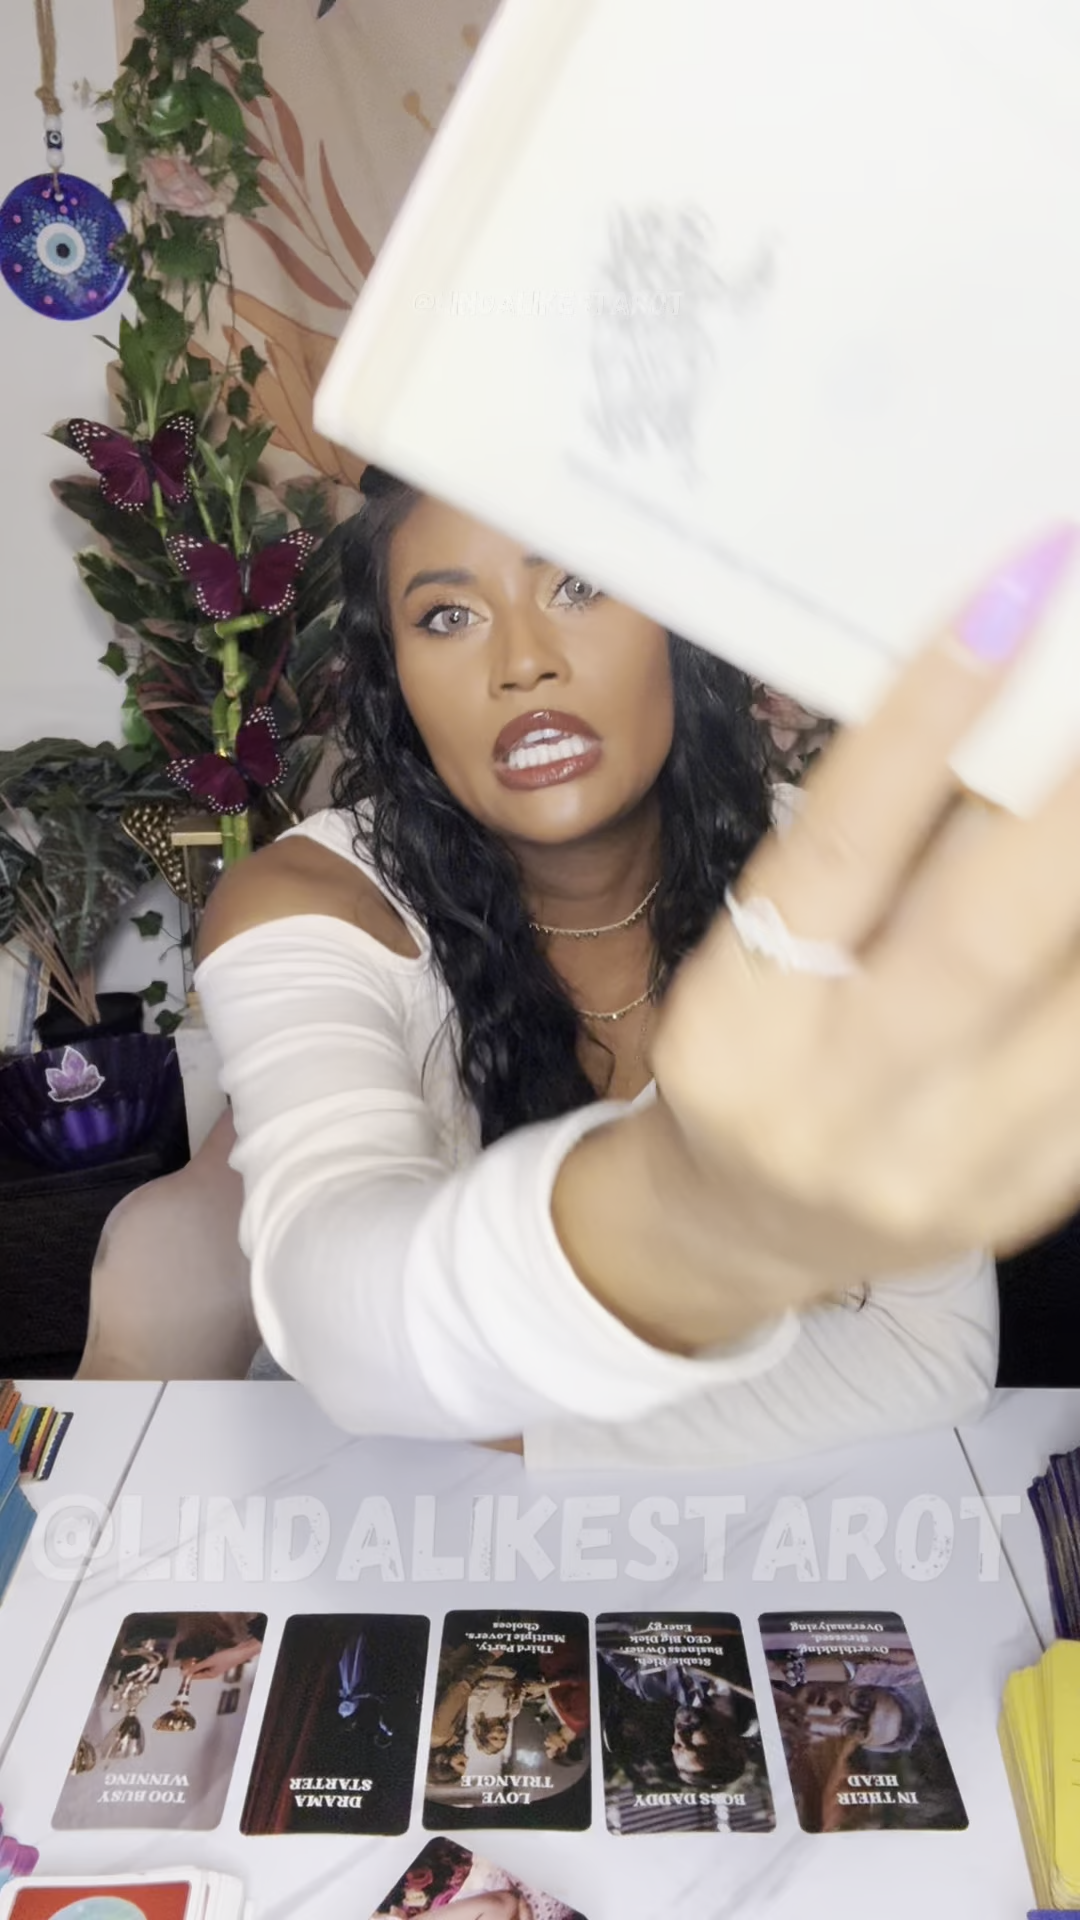 @LINDALIKESTAROT
@LINDALIKESTAROT
TOO BUSY
WINNING
DRAMA
STARTER
Third Party,
Multiple Lovers,
Choices
LOVE
TRIANGLE
Stable, Rich,
Business Owner,
CEO, Big Dick
Energy
BOSS DADDY
Overthinking,
Stressed,
Overanalying
IN THEIR
HEAD